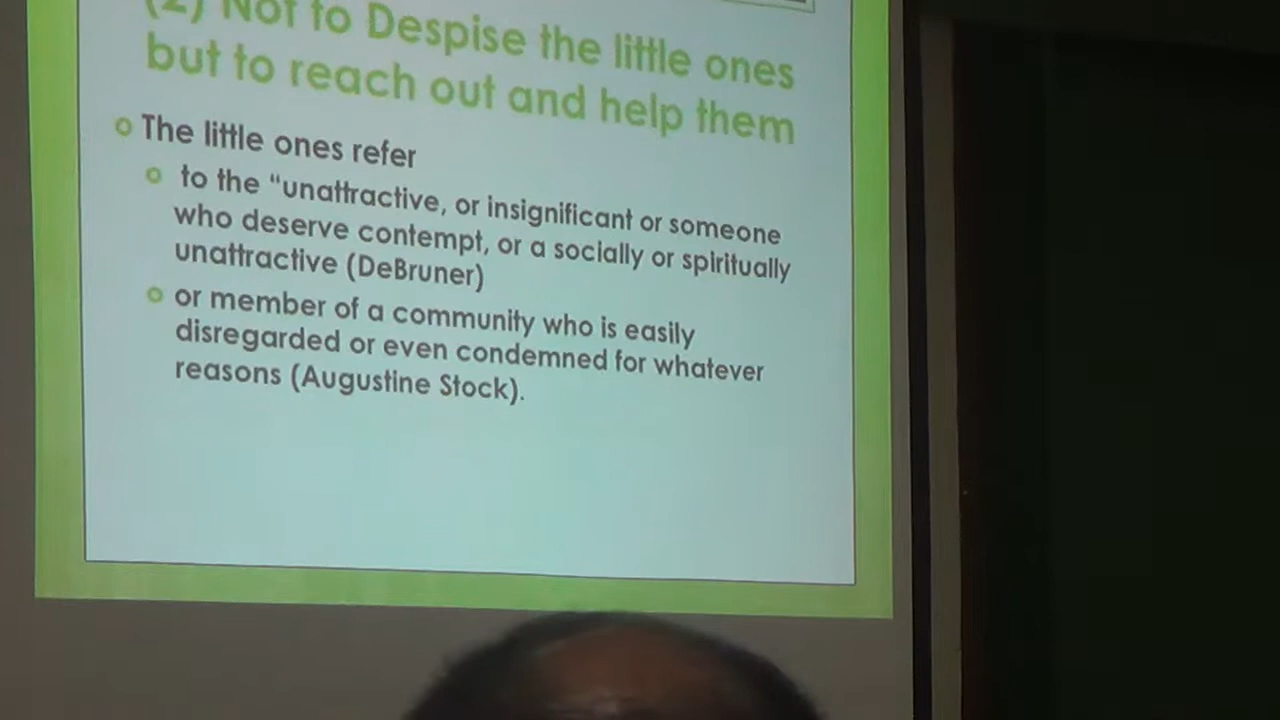 (2) Not to Despise the little ones
but to reach out and help them
The little ones refer
to the “unattractive, or insignificant or someone
who deserve contempt, or a socially or spiritually
unattractive (DeBruner)
or member of a community who is easily
disregarded or even condemned for whatever
reasons (Augustine Stock).